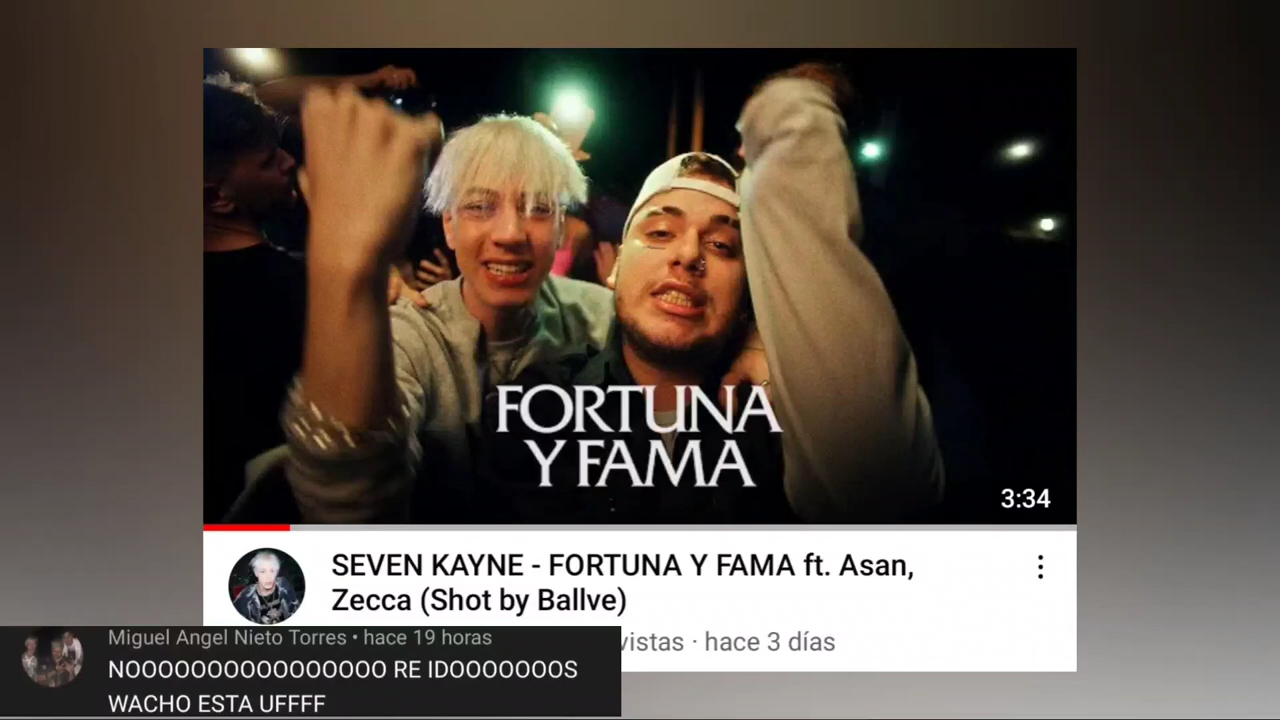 FORTUNA
Y FAMA
3:34
SEVEN KAYNE - FORTUNA Y FAMA ft. Asan,
Zecca (Shot by Ballve)
vistas · hace 3 días
Miguel Angel Nieto Torres • hace 19 horas
NOOOOOOOOOOOOOOOO RE IDOOOOOOOS
WACHO ESTA UFFFF